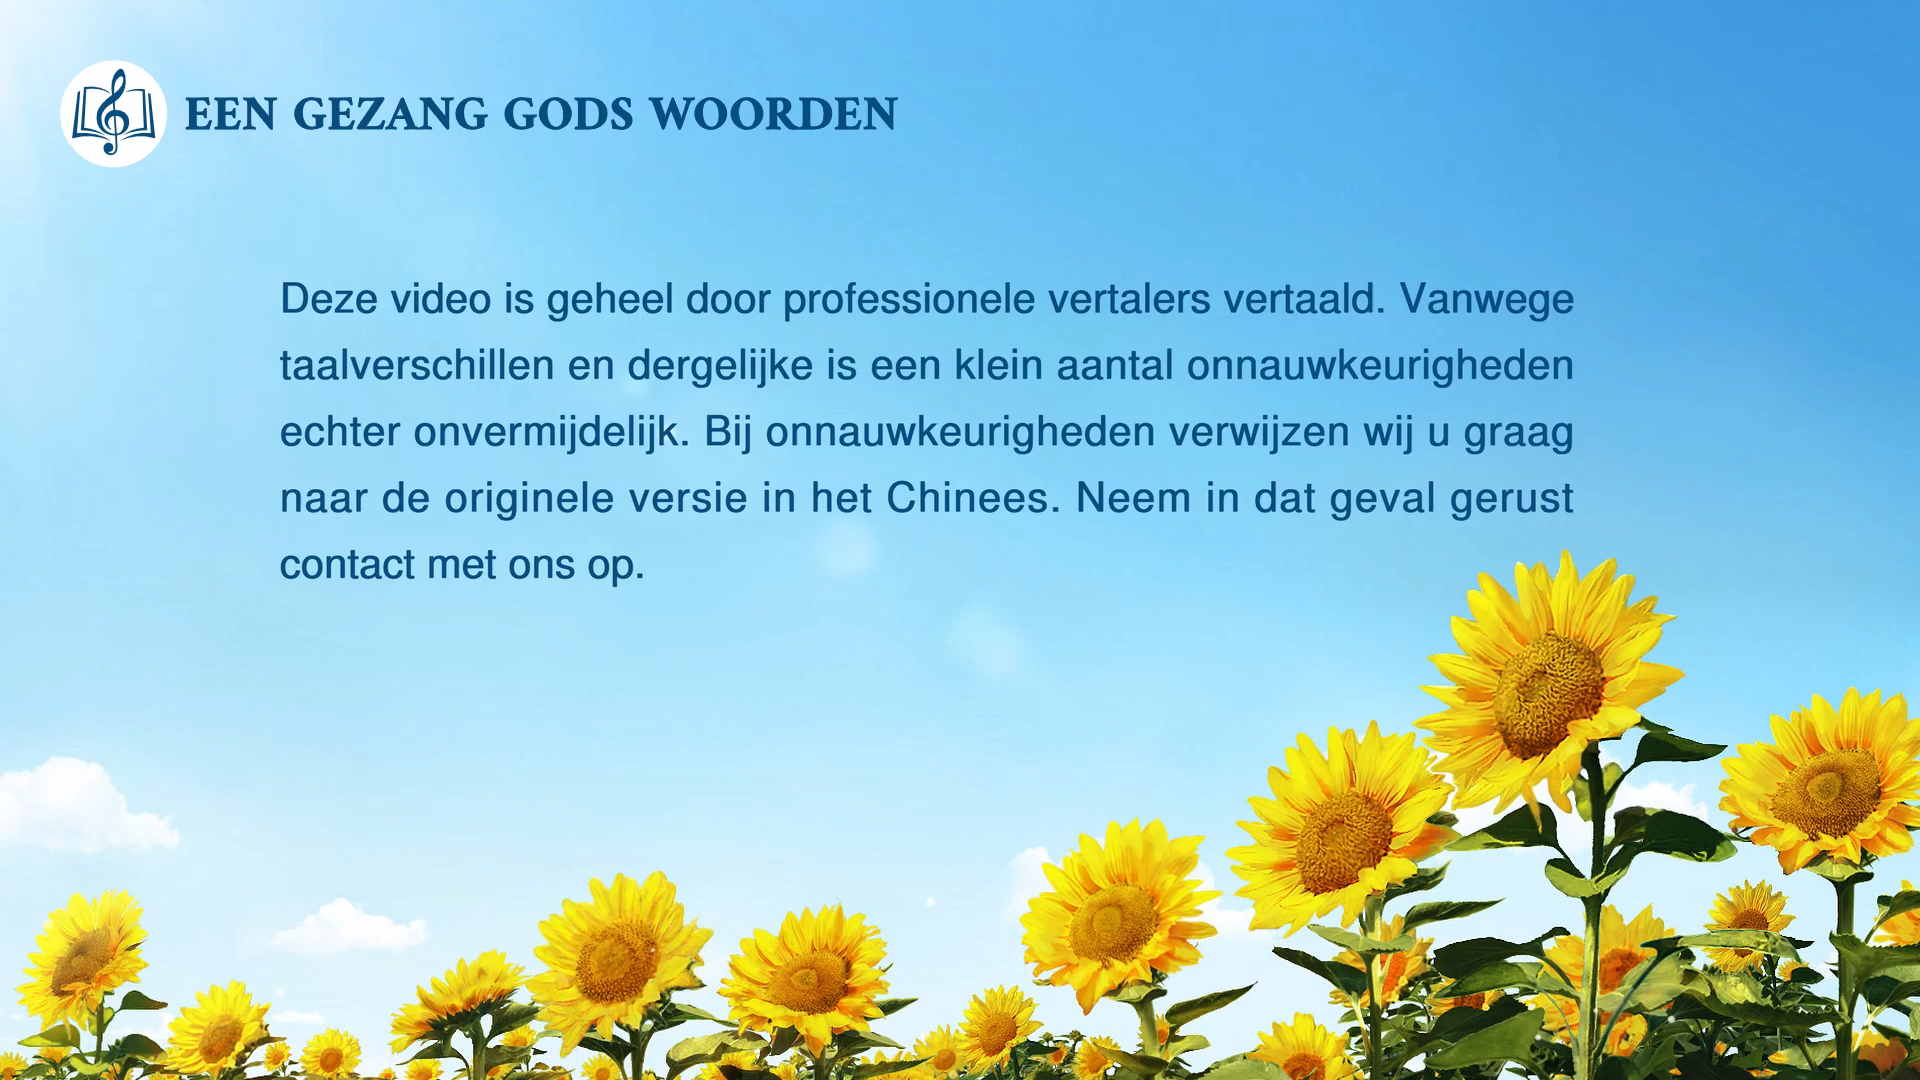 EEN GEZANG GODS WOORDEN
Deze video is geheel door professionele vertalers vertaald. Vanwege
taalverschillen en dergelijke is een klein aantal onnauwkeurigheden
echter onvermijdelijk. Bij onnauwkeurigheden verwijzen wij u graag
naar de originele versie in het Chinees. Neem in dat geval gerust
contact met ons op.